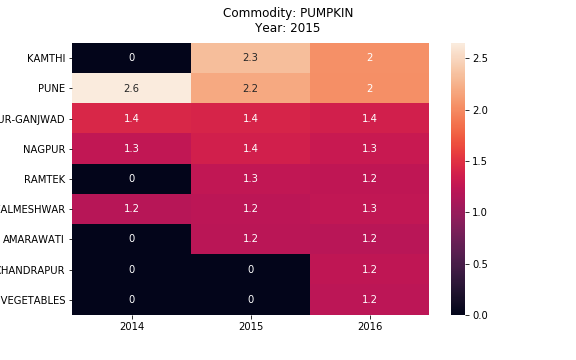 Commodity: PUMPKIN
Year: 2015
KAMTHI 0 2.3 2
PUNE 2.6 2.2 2
UR-GANJWAD 1.4 1.4 1.4
NAGPUR 1.3 1.4 1.3
RAMTEK 0 1.3 1.2
ALMESHWAR 1.2 1.2 1.3
AMARAWATI 0 1.2 1.2
HANDRAPUR 0 0 1.2
VEGETABLES 0 0 1.2
2014 2015 2016
2.5
2.0
1.5
1.0
0.5
0.0